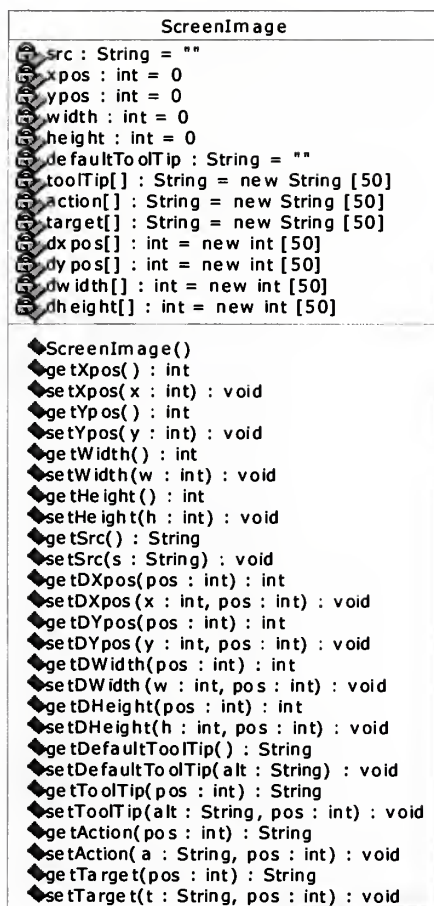 ScreenImage
src : String = ""
xpos : int = 0
ypos : int = 0
width : int = 0
height : int = 0
defaultToolTip : String = ""
toolTip[] : String = new String [50]
action[] : String = new String [50]
target[] : String = new String [50]
dxpos[] : int = new int [50]
dypos[] : int = new int [50]
dwidth[] : int = new int [50]
dheight[] : int = new int [50]
ScreenImage()
getXpos() : int
setXpos(x : int) : void
getYpos() : int
setYpos(y : int) : void
getWidth() : int
setWidth(w : int) : void
getHeight() : int
setHeight(h : int) : void
getSrc() : String
setSrc(s : String) : void
getDXpos(pos : int) : int
setDXpos(x : int, pos : int) : void
getDYpos(pos : int) : int
setDYpos(y : int, pos : int) : void
getDWidth(pos : int) : int
setDWidth(w : int, pos : int) : void
getDHeight(pos : int) : int
setDHeight(h : int, pos : int) : void
getDefaultToolTip() : String
setDefaultToolTip(alt : String) : void
getToolTip(pos : int) : String
setToolTip(alt : String, pos : int) : void
getAction(pos : int) : String
setAction(a : String, pos : int) : void
getTarget(pos : int) : String
setTarget(t : String, pos : int) : void